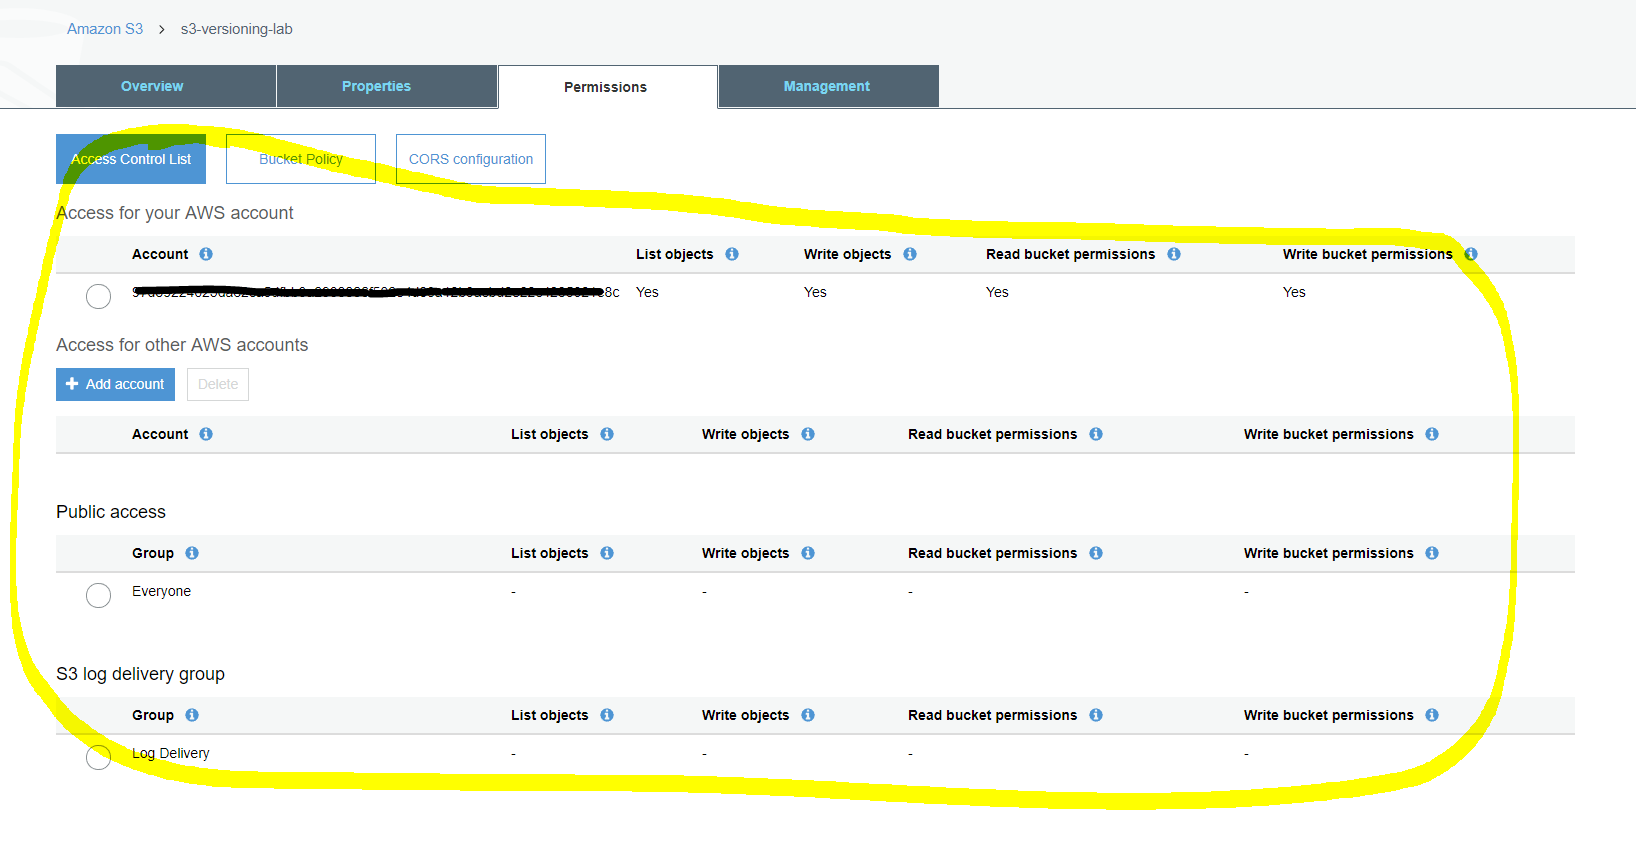 Amazon S3 > s3-versioning-lab
Overview Properties Permissions Management
Access Control List Bucket Policy CORS configuration
Access for your AWS account
Account List objects Write objects Read bucket permissions Write bucket permissions
Yes Yes Yes Yes
Access for other AWS accounts
Add account Delete
Account List objects Write objects Read bucket permissions Write bucket permissions
Public access
Group List objects Write objects Read bucket permissions Write bucket permissions
Everyone - - - -
S3 log delivery group
Group List objects Write objects Read bucket permissions Write bucket permissions
Log Delivery - - - -